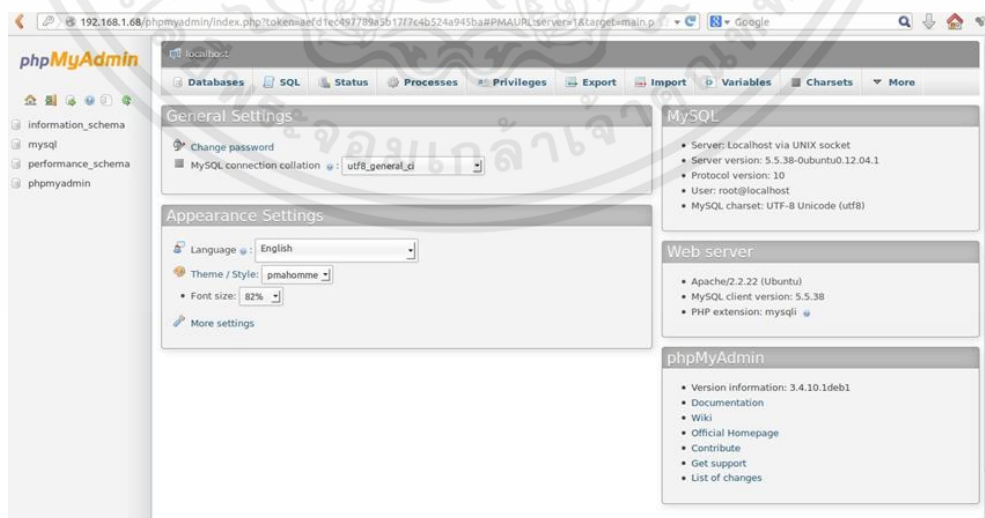 192.168.1.68/phpmyadmin/index.php?token=aefd1ec497789a5b17f7c4b524a945ba#PMAURL:server=1&target=main.p
Google
phpMyAdmin
localhost
Databases SQL Status Processes Privileges Export Import Variables Charsets More
information_schema
mysql
performance_schema
phpmyadmin
General Settings
Change password
MySQL connection collation : utf8_general_ci
Appearance Settings
Language : English
Theme / Style: pmahomme
• Font size: 82%
More settings
MySQL
• Server: Localhost via UNIX socket
• Server version: 5.5.38-0ubuntu0.12.04.1
• Protocol version: 10
• User: root@localhost
• MySQL charset: UTF-8 Unicode (utf8)
Web server
• Apache/2.2.22 (Ubuntu)
• MySQL client version: 5.5.38
• PHP extension: mysqli
phpMyAdmin
• Version information: 3.4.10.1deb1
• Documentation
• Wiki
• Official Homepage
• Contribute
• Get support
• List of changes